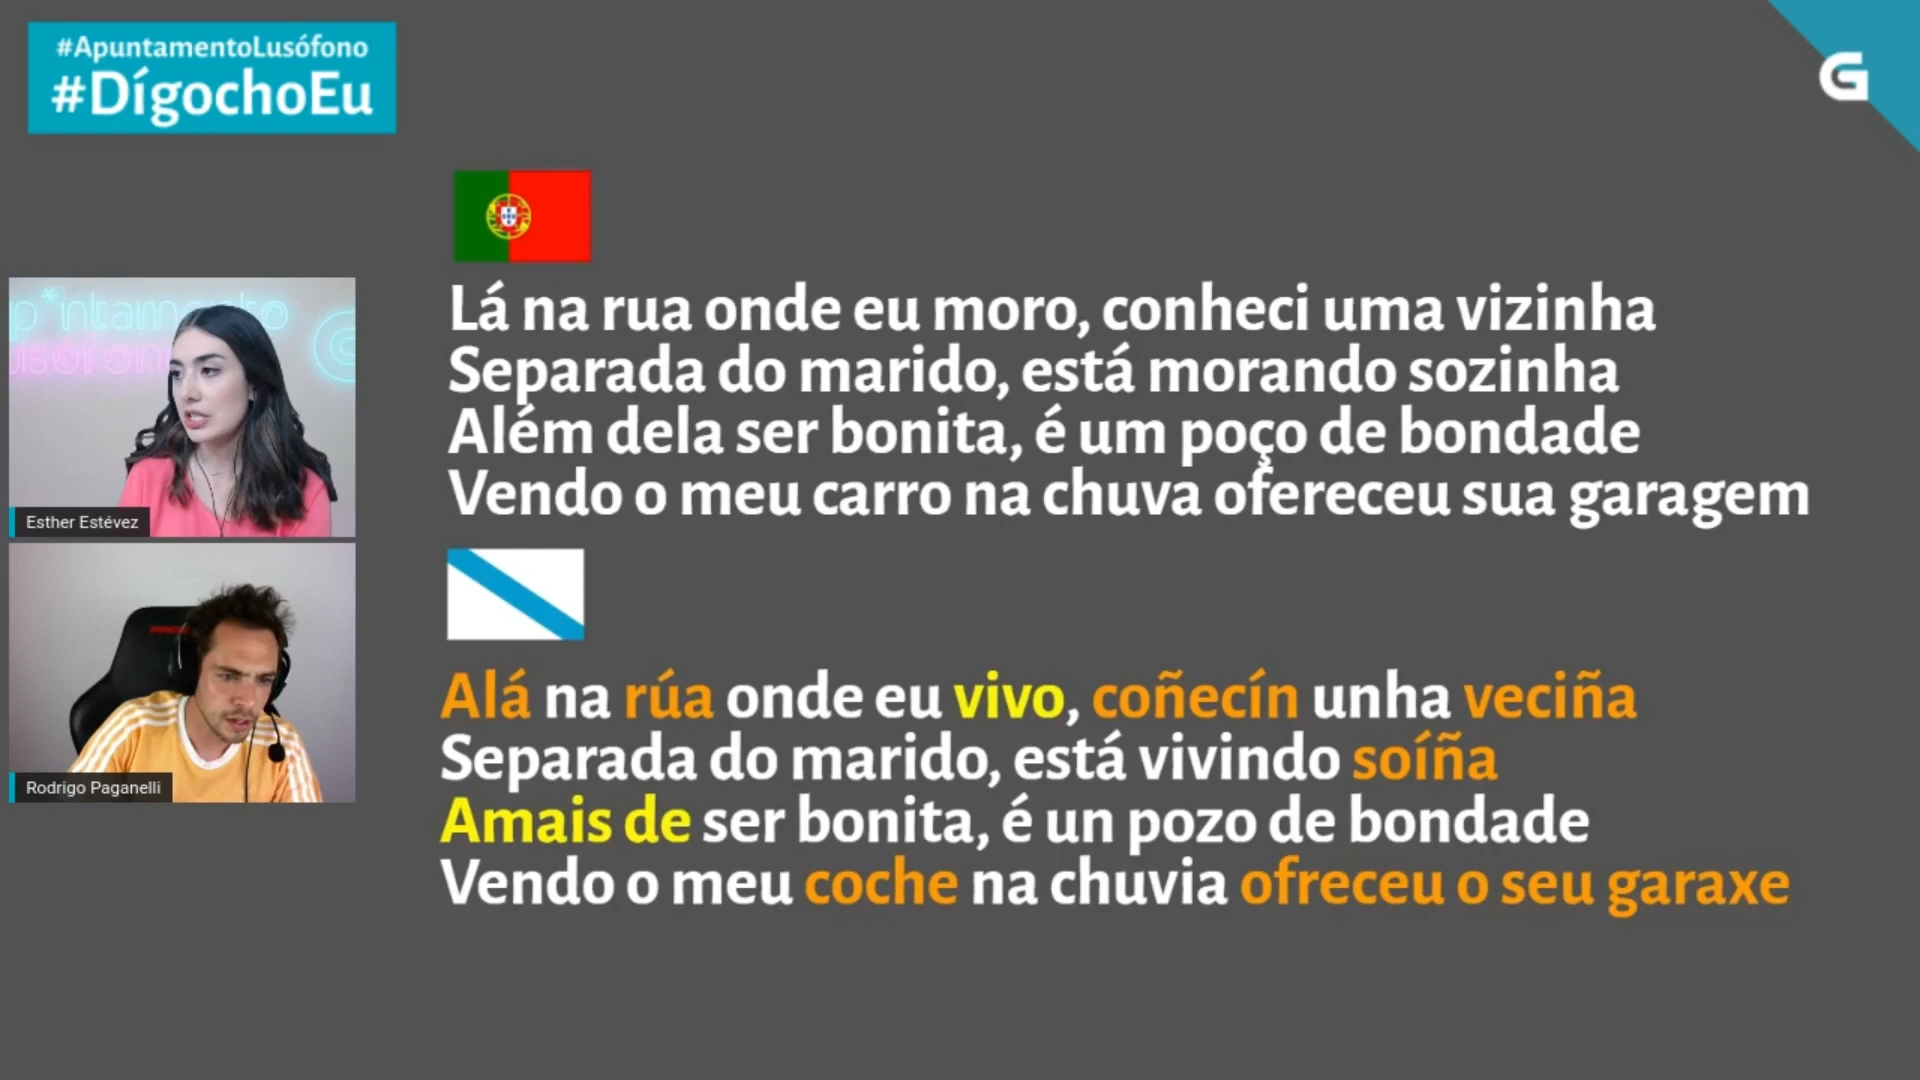 #ApuntamentoLusófono
#DígochoEu
G
Lá na rua onde eu moro, conheci uma vizinha
Separada do marido, está morando sozinha
Além dela ser bonita, é um poço de bondade
Vendo o meu carro na chuva ofereceu sua garagem
Esther Estévez
Alá na rúa onde eu vivo, coñecín unha veciña
Separada do marido, está vivindo soíña
Amais de ser bonita, é un pozo de bondade
Vendo o meu coche na chuvia ofreceu o seu garaxe
Rodrigo Paganelli